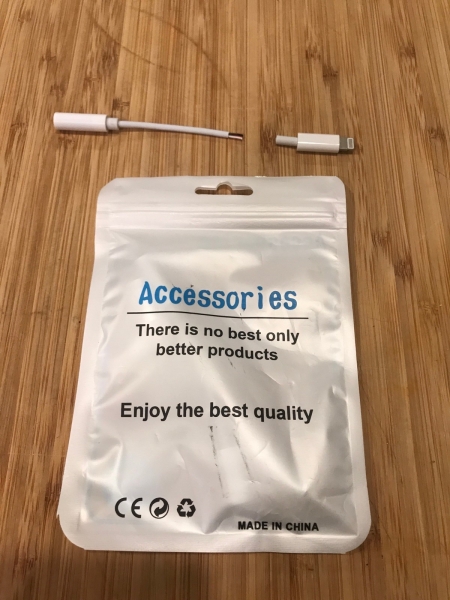 Accessories
There is no best only
better products
Enjoy the best quality
CE
MADE IN CHINA